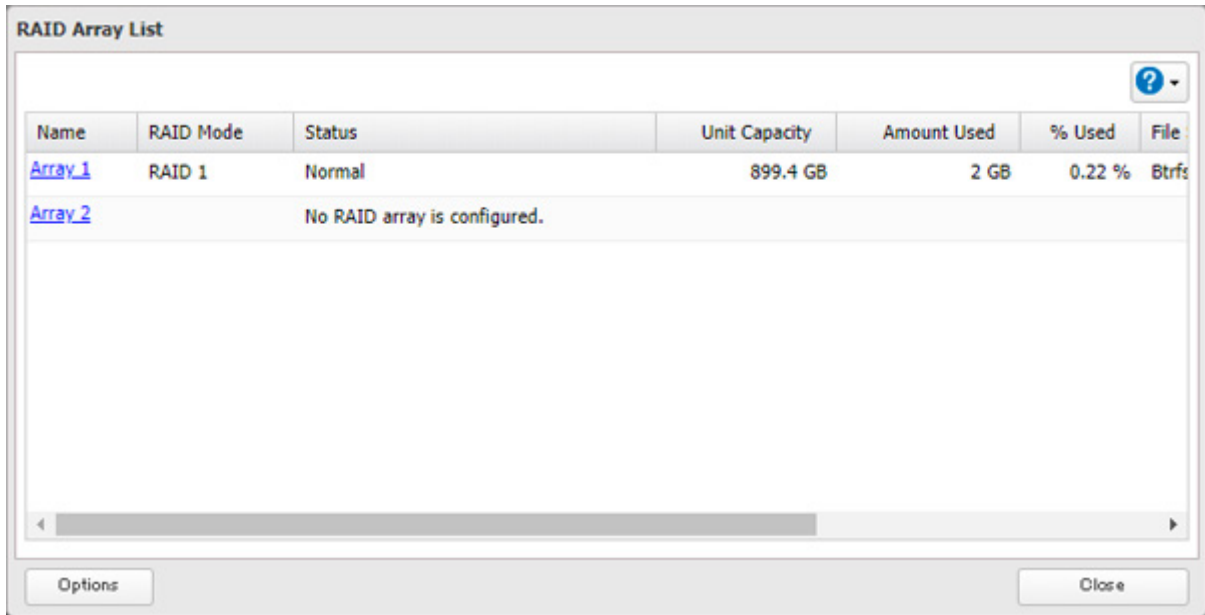 RAID Array List
Name RAID Mode Status Unit Capacity Amount Used % Used File
Array 1 RAID 1 Normal 899.4 GB 2 GB 0.22 % Btrfs
Array 2 No RAID array is configured.
Options Close